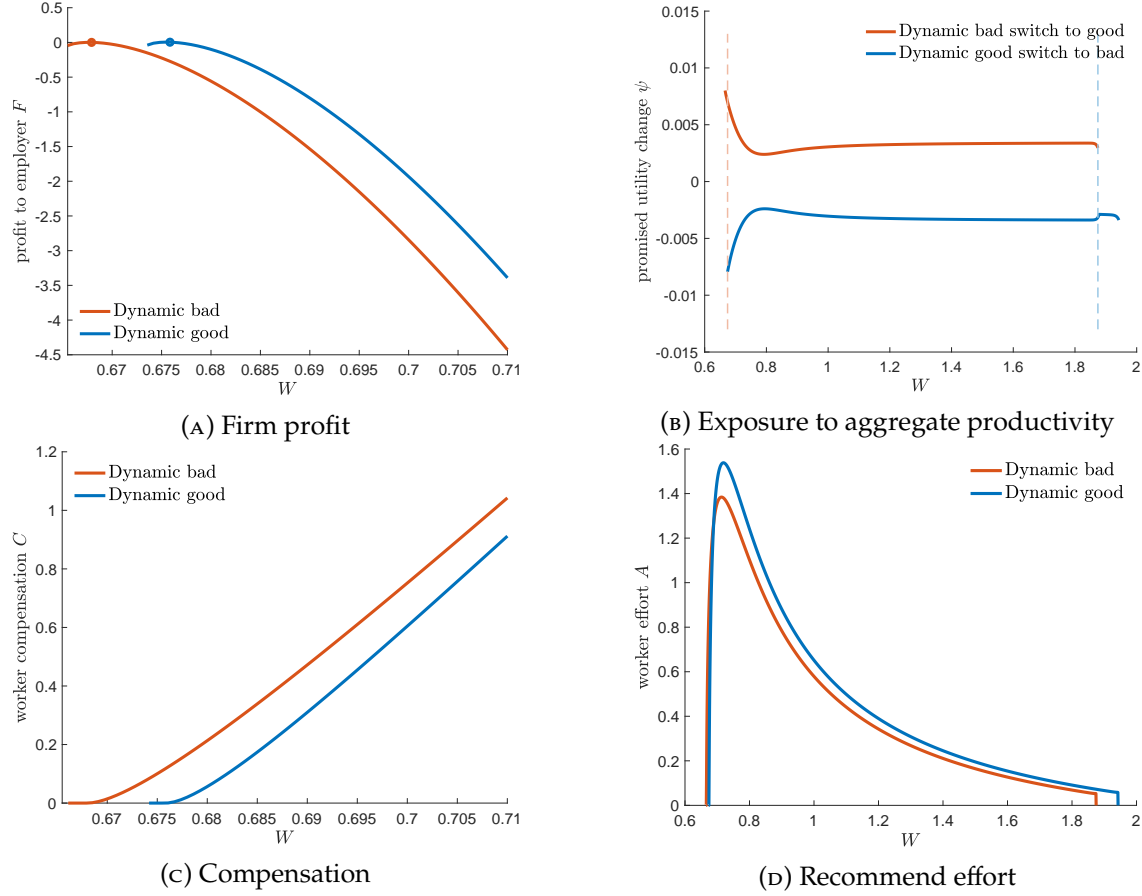 F
profit to employer F
0
-0.5
-1
-1.5
-2
-2.5
-3
-3.5
-4
-4.5
Dynamic bad
Dynamic good
0.67 0.675 0.68 0.685 0.69 0.695 0.7 0.705 0.71
W
(A) Firm profit
promised utility change ψ
0.015
0.01
0.005
0
-0.005
-0.01
-0.015
Dynamic bad switch to good
Dynamic good switch to bad
0.6 0.8 1 1.2 1.4 1.6 1.8 2
W
(B) Exposure to aggregate productivity
worker compensation C
1.2
1
0.8
0.6
0.4
0.2
0
Dynamic bad
Dynamic good
0.67 0.675 0.68 0.685 0.69 0.695 0.7 0.705 0.71
W
(C) Compensation
worker effort A
1.6
1.4
1.2
1
0.8
0.6
0.4
0.2
0
Dynamic bad
Dynamic good
0.6 0.8 1 1.2 1.4 1.6 1.8 2
W
(D) Recommend effort